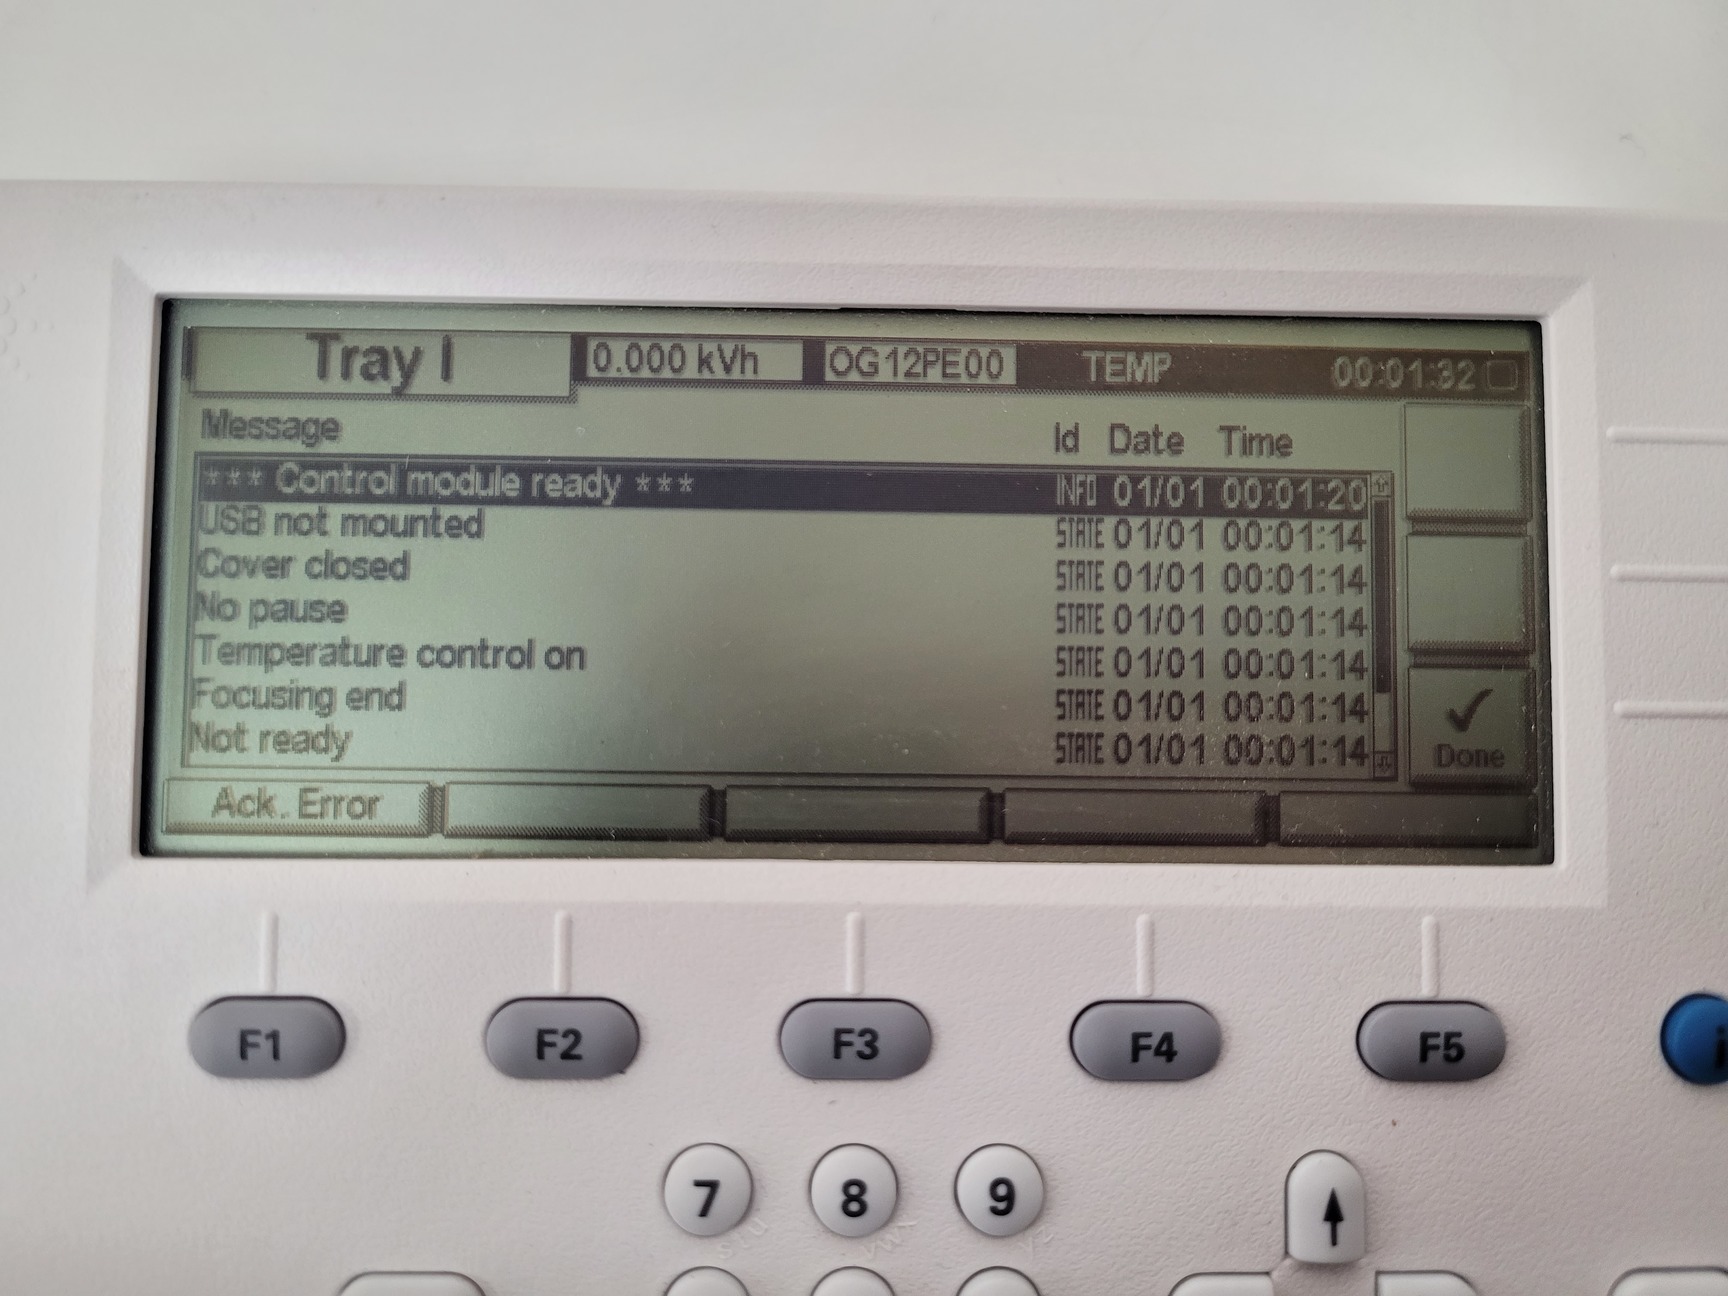 Tray I 0.000 kVh OG12PE00 TEMP 00:01:32
Message Id Date Time
*** Control module ready *** INFO 01/01 00:01:20
USB not mounted STATE 01/01 00:01:14
Cover closed STATE 01/01 00:01:14
No pause STATE 01/01 00:01:14
Temperature control on STATE 01/01 00:01:14
Focusing end STATE 01/01 00:01:14
Not ready STATE 01/01 00:01:14
Done
Ack. Error
F1 F2 F3 F4 F5 i
7 8 9
stu vwx yz